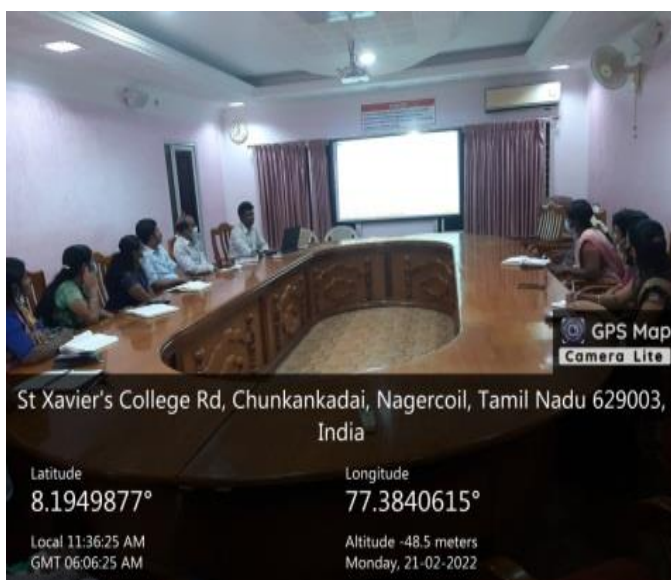 GPS Map
Camera Lite
St Xavier's College Rd, Chunkankadai, Nagercoil, Tamil Nadu 629003,
India
Latitude
8.1949877°
Longitude
77.3840615°
Local 11:36:25 AM
GMT 06:06:25 AM
Altitude -48.5 meters
Monday, 21-02-2022